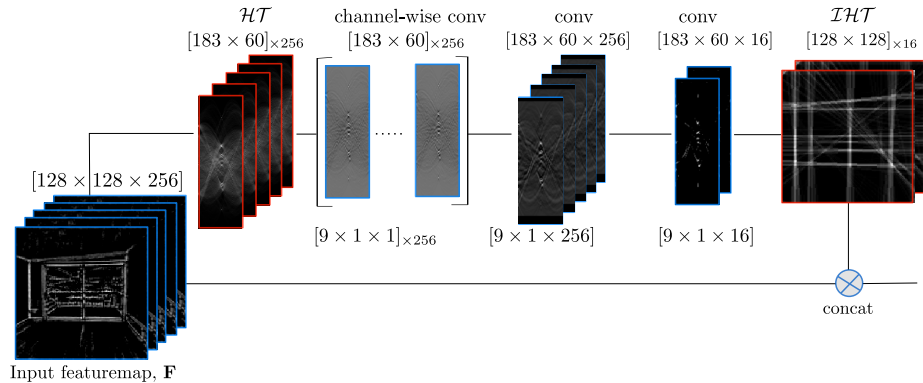 HT
[183 × 60]×256
channel-wise conv
[183 × 60]×256
conv
[183 × 60 × 256]
conv
[183 × 60 × 16]
IHT
[128 × 128]×16
[128 × 128 × 256]
[9 × 1 × 1]×256
[9 × 1 × 256]
[9 × 1 × 16]
concat
Input featuremap, F